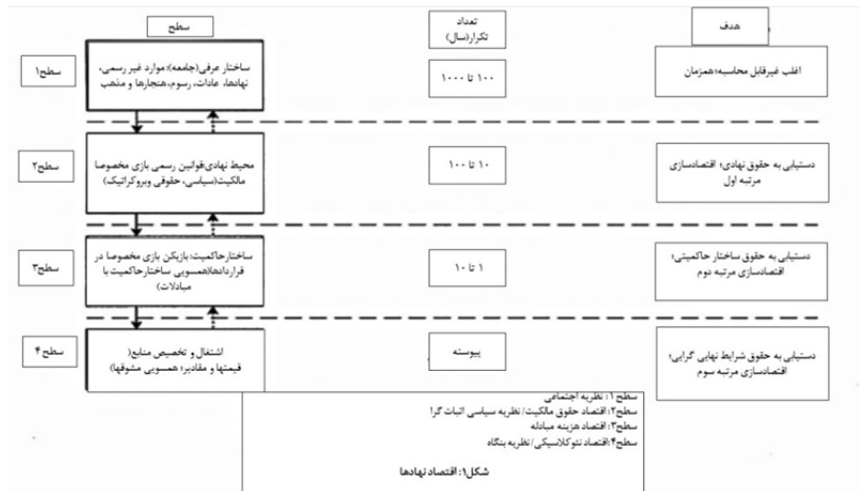 سطح
تعداد
تکرار(سال)
هدف
سطح۱
ساختار عرفی(جامعه)؛ موارد غیر رسمی،
نهادها، عادات، رسوم، هنجارها و مذهب
۱۰۰ تا ۱۰۰۰
اغلب غیرقابل محاسبه؛ همزمان
سطح۲
محیط نهادی:قوانین رسمی بازی مخصوصا
مالکیت(سیاسی، حقوقی وبروکراتیک)
۱۰ تا ۱۰۰
دستیابی به حقوق نهادی؛ اقتصادسازی
مرتبه اول
سطح۳
ساختارحاکمیت: بازیکن بازی مخصوصا در
قراردادها(همسویی ساختارحاکمیت با
مبادلات)
۱ تا ۱۰
دستیابی به حقوق ساختار حاکمیتی؛
اقتصادسازی مرتبه دوم
سطح ۴
اشتغال و تخصیص منابع(
قیمتها و مقادیر؛ همسویی مشوقها)
پیوسته
دستیابی به حقوق شرایط نهایی گرایی؛
اقتصادسازی مرتبه سوم
سطح ۱: نظریه اجتماعی
سطح۲: اقتصاد حقوق مالکیت/ نظریه سیاسی اثبات گرا
سطح۳: اقتصاد هزینه مبادله
سطح۴:اقتصاد نئوکلاسیکی/ نظریه بنگاه
شکل۱: اقتصاد نهادها